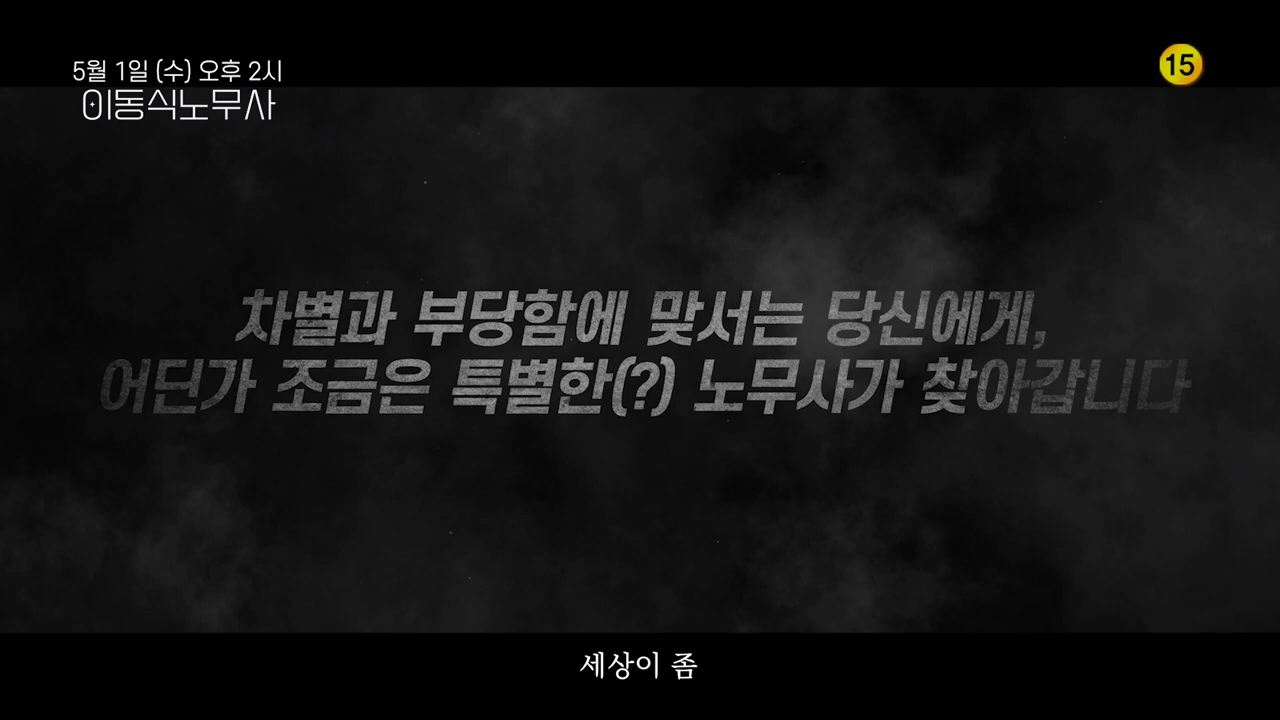 5월 1일 (수) 오후 2시
이동식노무사
15
차별과 부당함에 맞서는 당신에게,
어딘가 조금은 특별한(?) 노무사가 찾아갑니다
세상이 좀